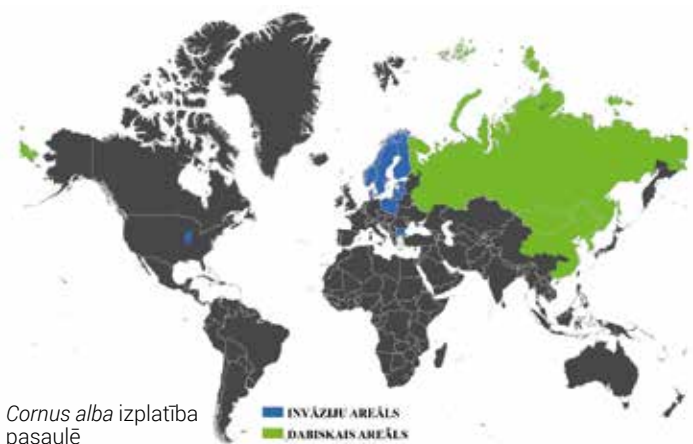 Cornus alba izplatība
pasaulē
INVĀZIJU AREĀLS
DABISKAIS AREĀLS